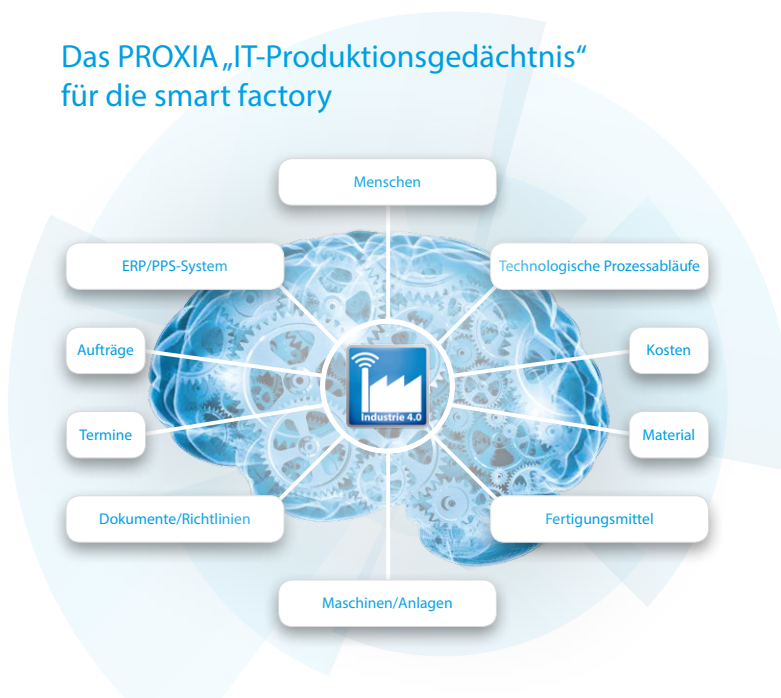 Das PROXIA „IT-Produktionsgedächtnis“
für die smart factory
Menschen
ERP/PPS-System
Technologische Prozessabläufe
Aufträge
Kosten
Industrie 4.0
Termine
Material
Dokumente/Richtlinien
Fertigungsmittel
Maschinen/Anlagen